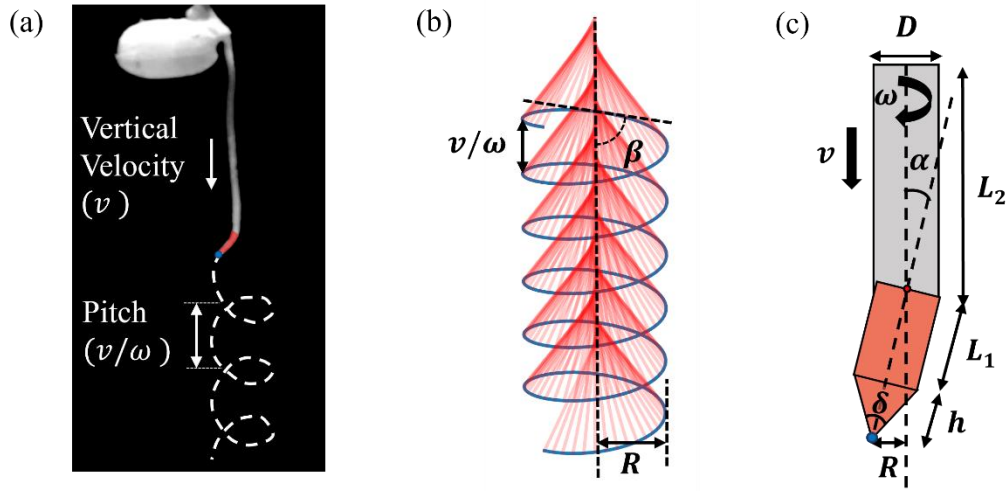 (a)
Vertical
Velocity
(v)
Pitch
(v/ω)
(b)
v/ω
β
R
(c)
D
ω
v
α
L₂
L₁
δ
h
R